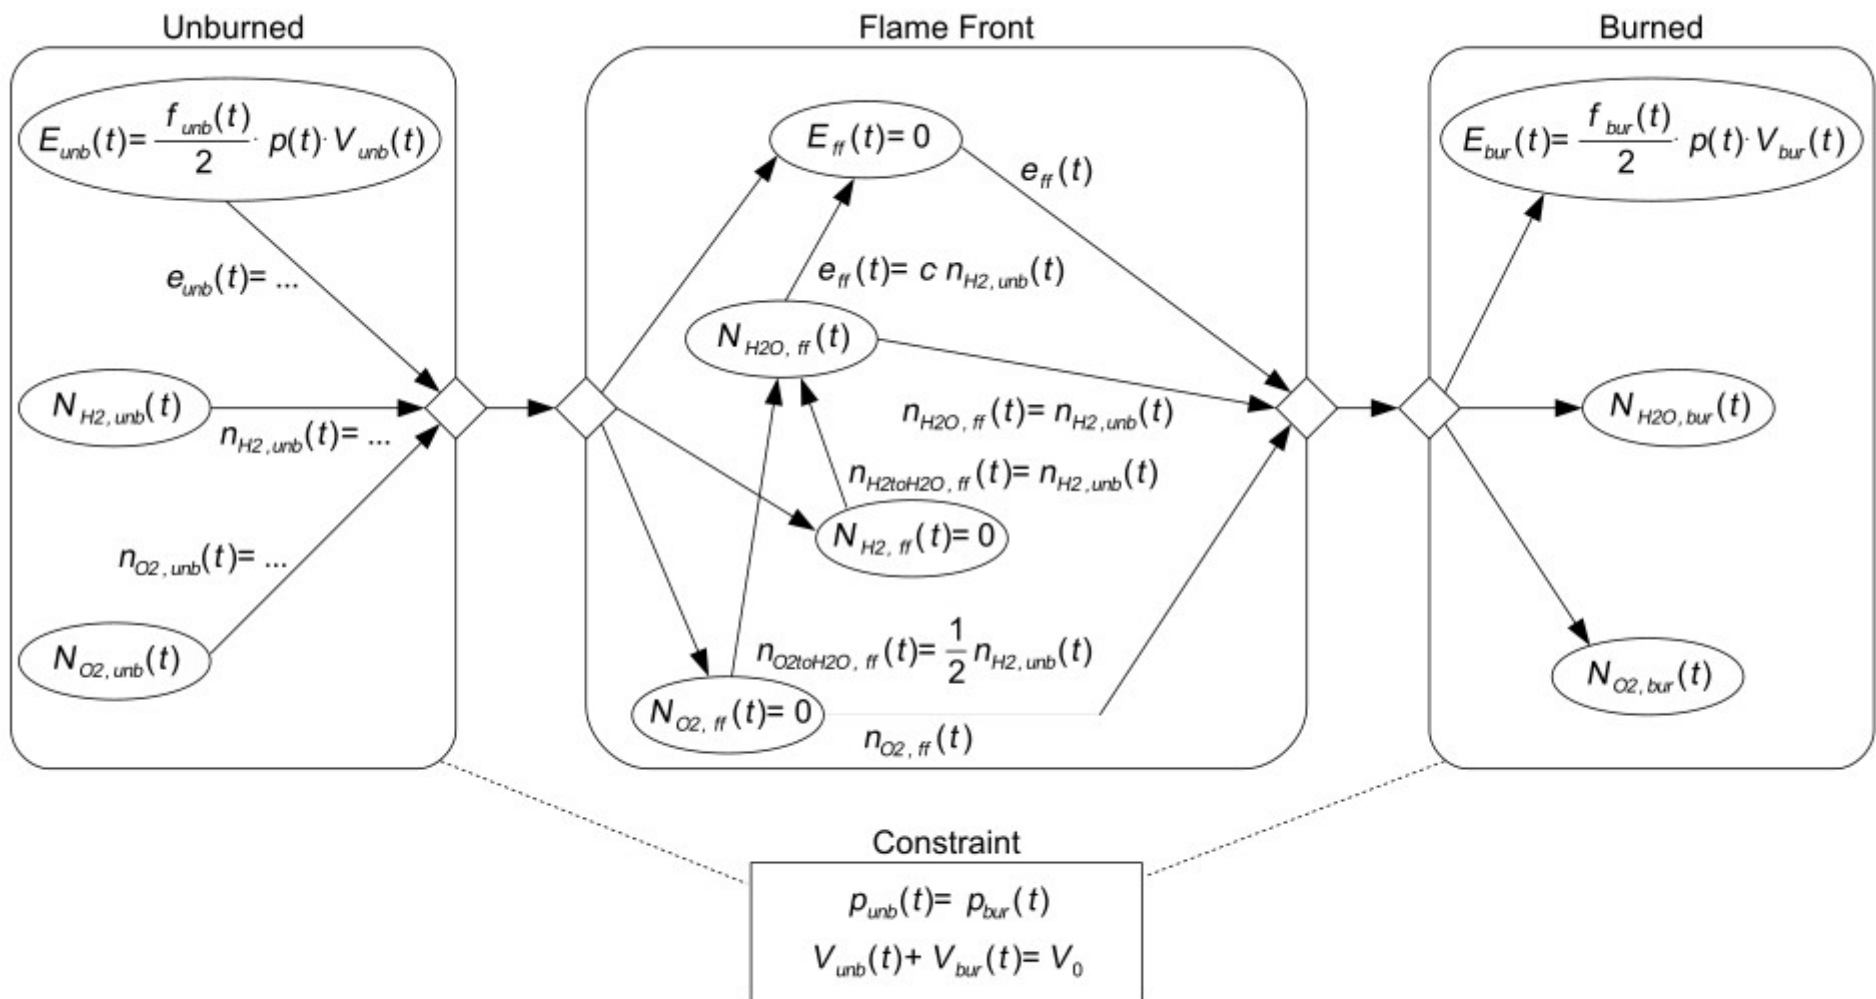 Unburned
E_unb(t)= f_unb(t)/2 · p(t)· V_unb(t)
e_unb(t)= ...
N_H2,unb(t)
n_H2,unb(t)= ...
n_O2,unb(t)= ...
N_O2,unb(t)
Flame Front
E_ff(t)= 0
e_ff(t)
e_ff(t)= c n_H2,unb(t)
N_H2O, ff(t)
n_H2O, ff(t)= n_H2,unb(t)
n_H2toH2O, ff(t)= n_H2,unb(t)
N_H2, ff(t)= 0
n_O2toH2O, ff(t)= 1/2 n_H2,unb(t)
N_O2, ff(t)= 0
n_O2, ff(t)
Burned
E_bur(t)= f_bur(t)/2 · p(t)· V_bur(t)
N_H2O,bur(t)
N_O2,bur(t)
Constraint
p_unb(t)= p_bur(t)
V_unb(t)+ V_bur(t)= V_0